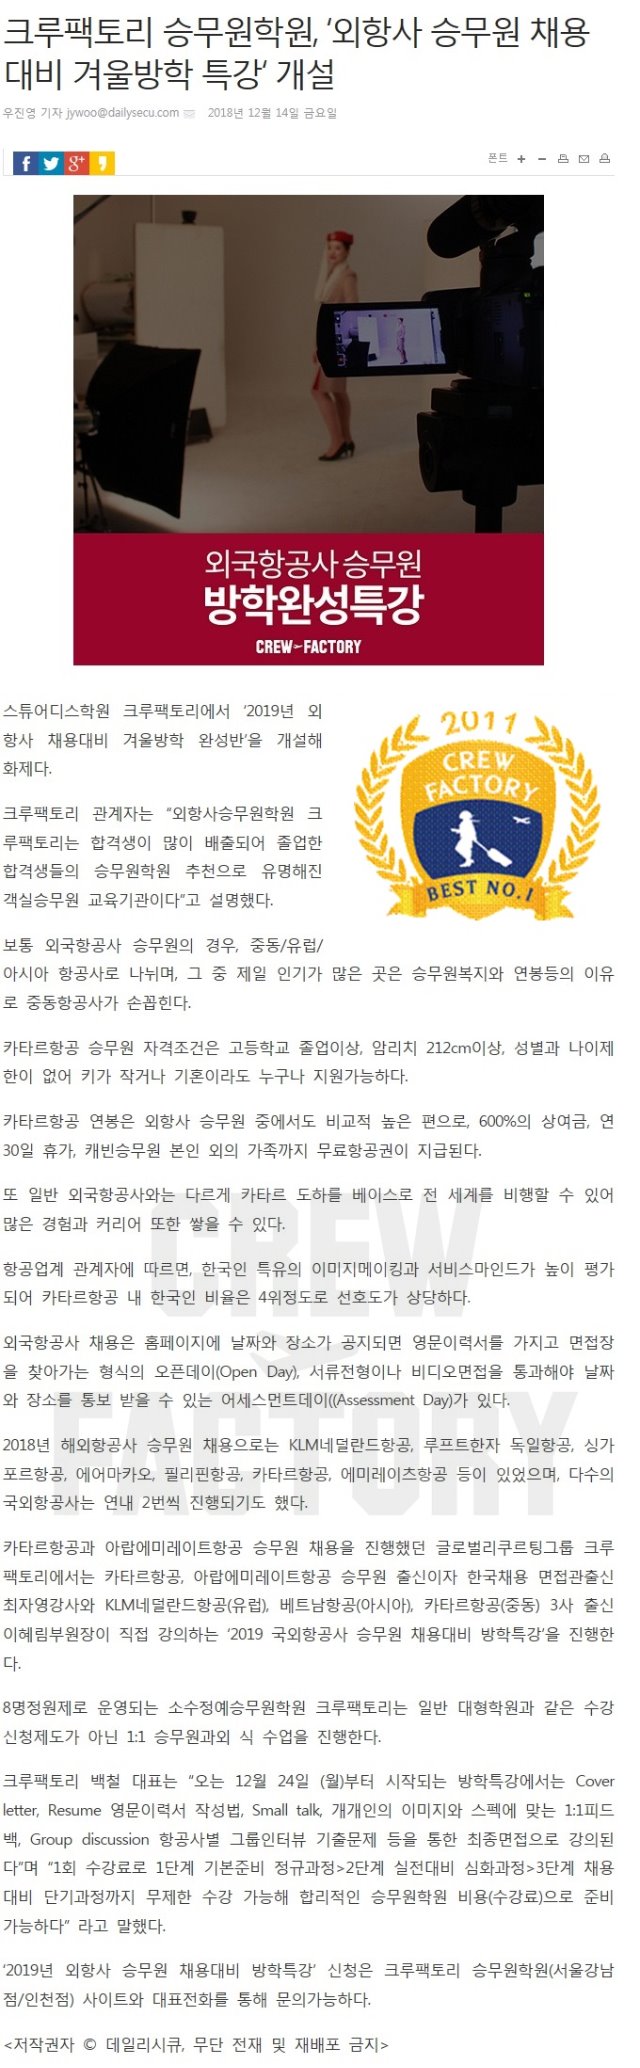 크루팩토리 승무원학원, ‘외항사 승무원 채용
대비 겨울방학 특강’ 개설
우진영 기자 jywoo@dailysecu.com 2018년 12월 14일 금요일
폰트 + -
외국항공사 승무원
방학완성특강
CREW FACTORY
스튜어디스학원 크루팩토리에서 ‘2019년 외
항사 채용대비 겨울방학 완성반’을 개설해
화제다.
2011
CREW
FACTORY
BEST NO.1
크루팩토리 관계자는 “외항사승무원학원 크
루팩토리는 합격생이 많이 배출되어 졸업한
합격생들의 승무원학원 추천으로 유명해진
객실승무원 교육기관이다”고 설명했다.
보통 외국항공사 승무원의 경우, 중동/유럽/
아시아 항공사로 나뉘며, 그 중 제일 인기가 많은 곳은 승무원복지와 연봉등의 이유
로 중동항공사가 손꼽힌다.
카타르항공 승무원 자격조건은 고등학교 졸업이상, 암리치 212cm이상, 성별과 나이제
한이 없어 키가 작거나 기혼이라도 누구나 지원가능하다.
카타르항공 연봉은 외항사 승무원 중에서도 비교적 높은 편으로, 600%의 상여금, 연
30일 휴가, 캐빈승무원 본인 외의 가족까지 무료항공권이 지급된다.
또 일반 외국항공사와는 다르게 카타르 도하를 베이스로 전 세계를 비행할 수 있어
많은 경험과 커리어 또한 쌓을 수 있다.
항공업계 관계자에 따르면, 한국인 특유의 이미지메이킹과 서비스마인드가 높이 평가
되어 카타르항공 내 한국인 비율은 4위정도로 선호도가 상당하다.
외국항공사 채용은 홈페이지에 날짜와 장소가 공지되면 영문이력서를 가지고 면접장
을 찾아가는 형식의 오픈데이(Open Day), 서류전형이나 비디오면접을 통과해야 날짜
와 장소를 통보 받을 수 있는 어세스먼트데이((Assessment Day)가 있다.
2018년 해외항공사 승무원 채용으로는 KLM네덜란드항공, 루프트한자 독일항공, 싱가
포르항공, 에어마카오, 필리핀항공, 카타르항공, 에미레이츠항공 등이 있었으며, 다수의
국외항공사는 연내 2번씩 진행되기도 했다.
카타르항공과 아랍에미레이트항공 승무원 채용을 진행했던 글로벌리쿠르팅그룹 크루
팩토리에서는 카타르항공, 아랍에미레이트항공 승무원 출신이자 한국채용 면접관출신
최자영강사와 KLM네덜란드항공(유럽), 베트남항공(아시아), 카타르항공(중동) 3사 출신
이혜림부원장이 직접 강의하는 ‘2019 국외항공사 승무원 채용대비 방학특강’을 진행한
다.
8명정원제로 운영되는 소수정예승무원학원 크루팩토리는 일반 대형학원과 같은 수강
신청제도가 아닌 1:1 승무원과외 식 수업을 진행한다.
크루팩토리 백철 대표는 “오는 12월 24일 (월)부터 시작되는 방학특강에서는 Cover
letter, Resume 영문이력서 작성법, Small talk, 개개인의 이미지와 스펙에 맞는 1:1피드
백, Group discussion 항공사별 그룹인터뷰 기출문제 등을 통한 최종면접으로 강의된
다”며 “1회 수강료로 1단계 기본준비 정규과정>2단계 실전대비 심화과정>3단계 채용
대비 단기과정까지 무제한 수강 가능해 합리적인 승무원학원 비용(수강료)으로 준비
가능하다” 라고 말했다.
‘2019년 외항사 승무원 채용대비 방학특강’ 신청은 크루팩토리 승무원학원(서울강남
점/인천점) 사이트와 대표전화를 통해 문의가능하다.
<저작권자 © 데일리시큐, 무단 전재 및 재배포 금지>
CREW
FACTORY